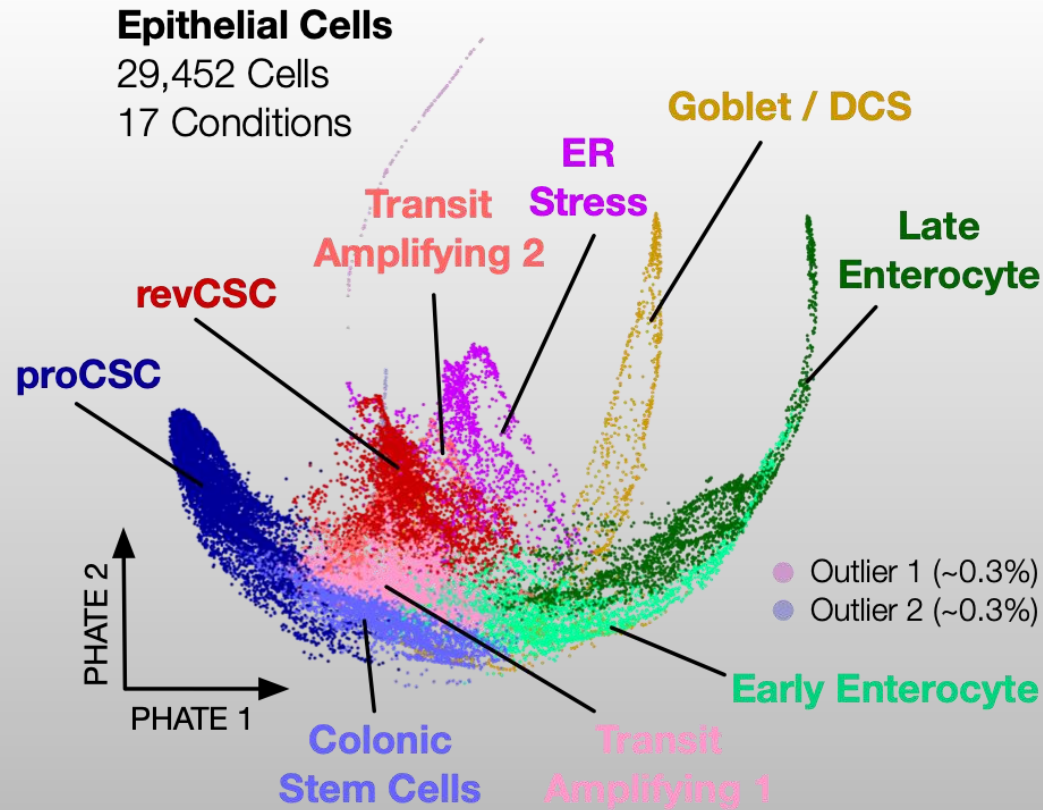 Epithelial Cells
29,452 Cells
17 Conditions
Goblet / DCS
ER
Stress
Transit
Amplifying 2
Late
Enterocyte
revCSC
proCSC
PHATE 2
PHATE 1
Outlier 1 (~0.3%)
Outlier 2 (~0.3%)
Early Enterocyte
Colonic
Stem Cells
Transit
Amplifying 1